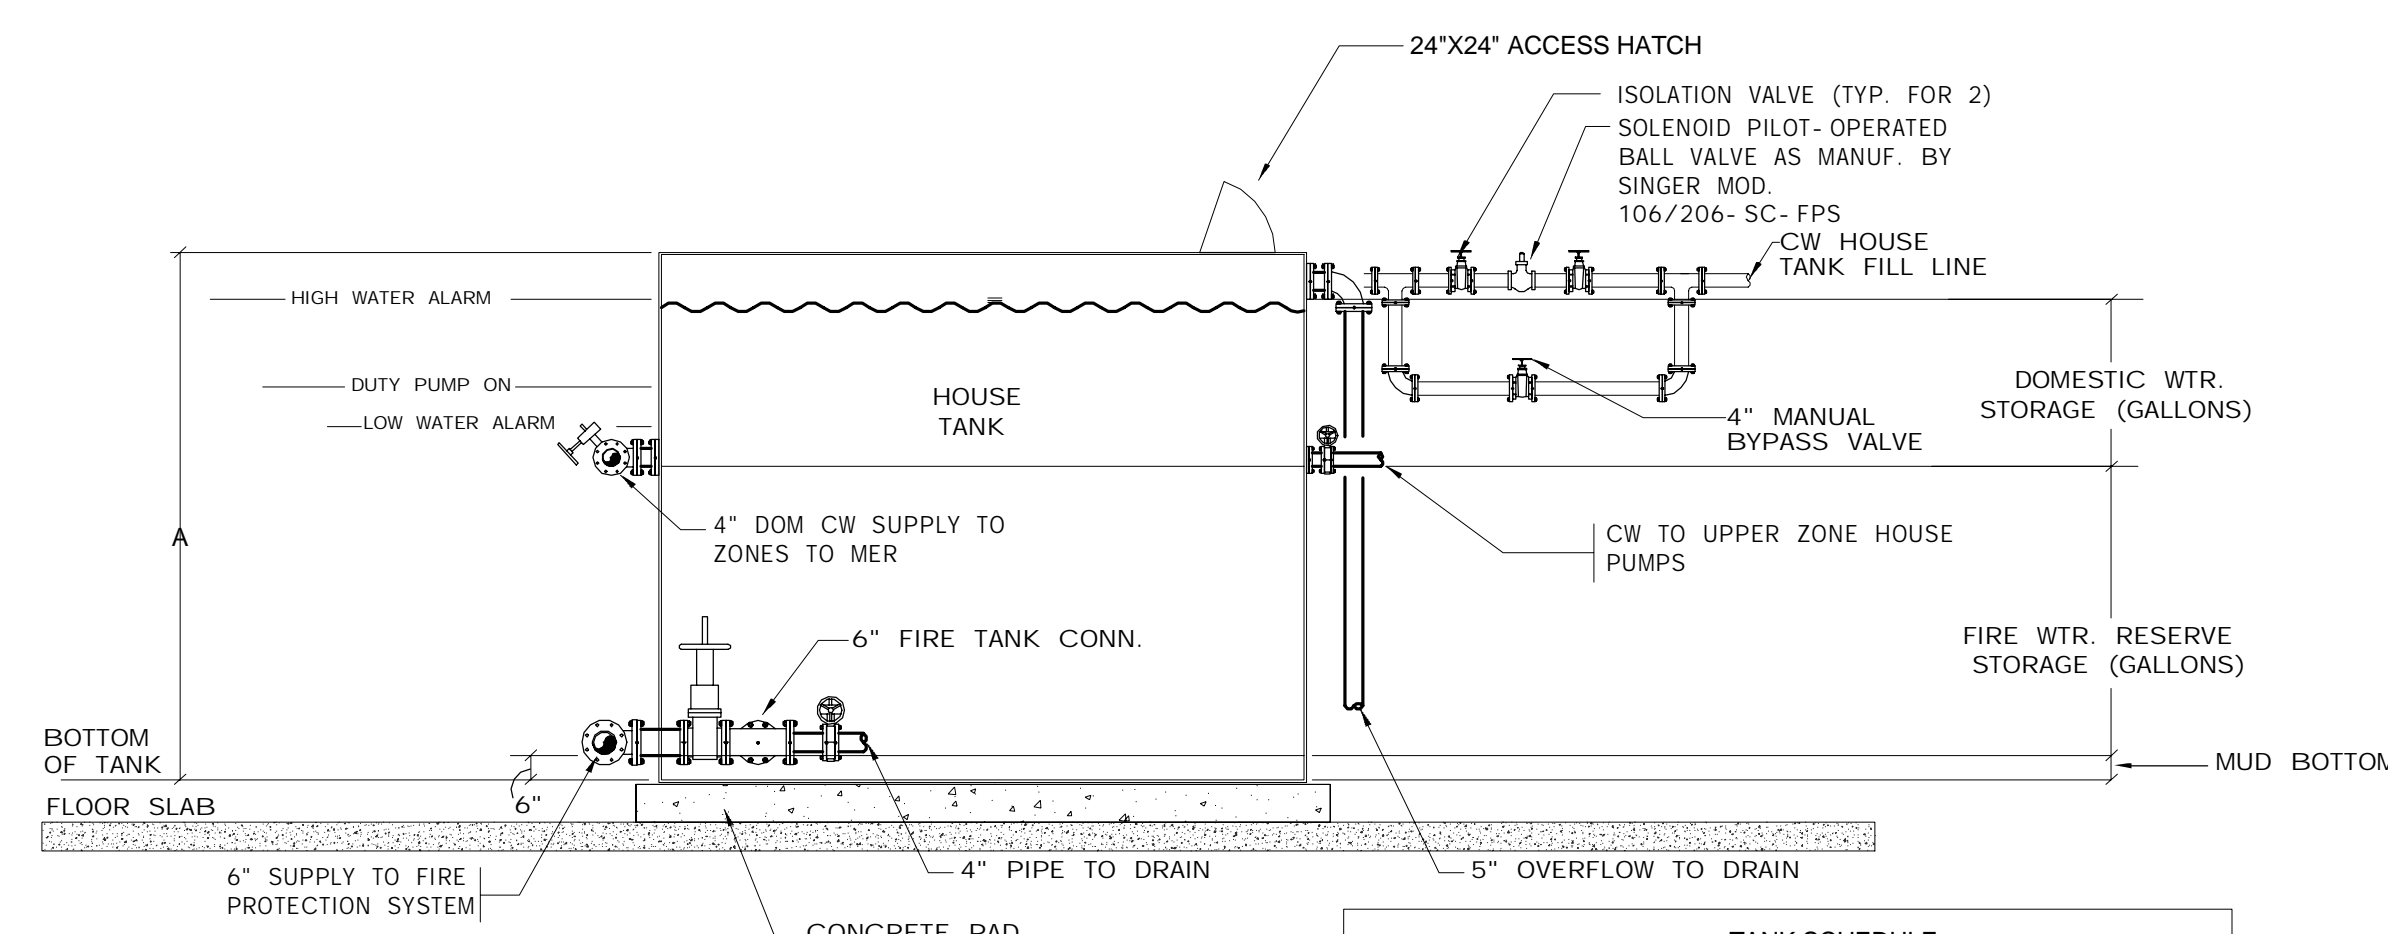 24"X24" ACCESS HATCH
ISOLATION VALVE (TYP. FOR 2)
SOLENOID PILOT-OPERATED
BALL VALVE AS MANUF. BY
SINGER MOD.
106/206-SC-FPS
CW HOUSE
TANK FILL LINE
HIGH WATER ALARM
DUTY PUMP ON
LOW WATER ALARM
HOUSE
TANK
DOMESTIC WTR.
STORAGE (GALLONS)
4" MANUAL
BYPASS VALVE
A
4" DOM CW SUPPLY TO
ZONES TO MER
CW TO UPPER ZONE HOUSE
PUMPS
6" FIRE TANK CONN.
FIRE WTR. RESERVE
STORAGE (GALLONS)
BOTTOM
OF TANK
MUD BOTTOM
FLOOR SLAB
6"
6" SUPPLY TO FIRE
PROTECTION SYSTEM
4" PIPE TO DRAIN
5" OVERFLOW TO DRAIN
CONCRETE PAD
TANK SCHEDULE